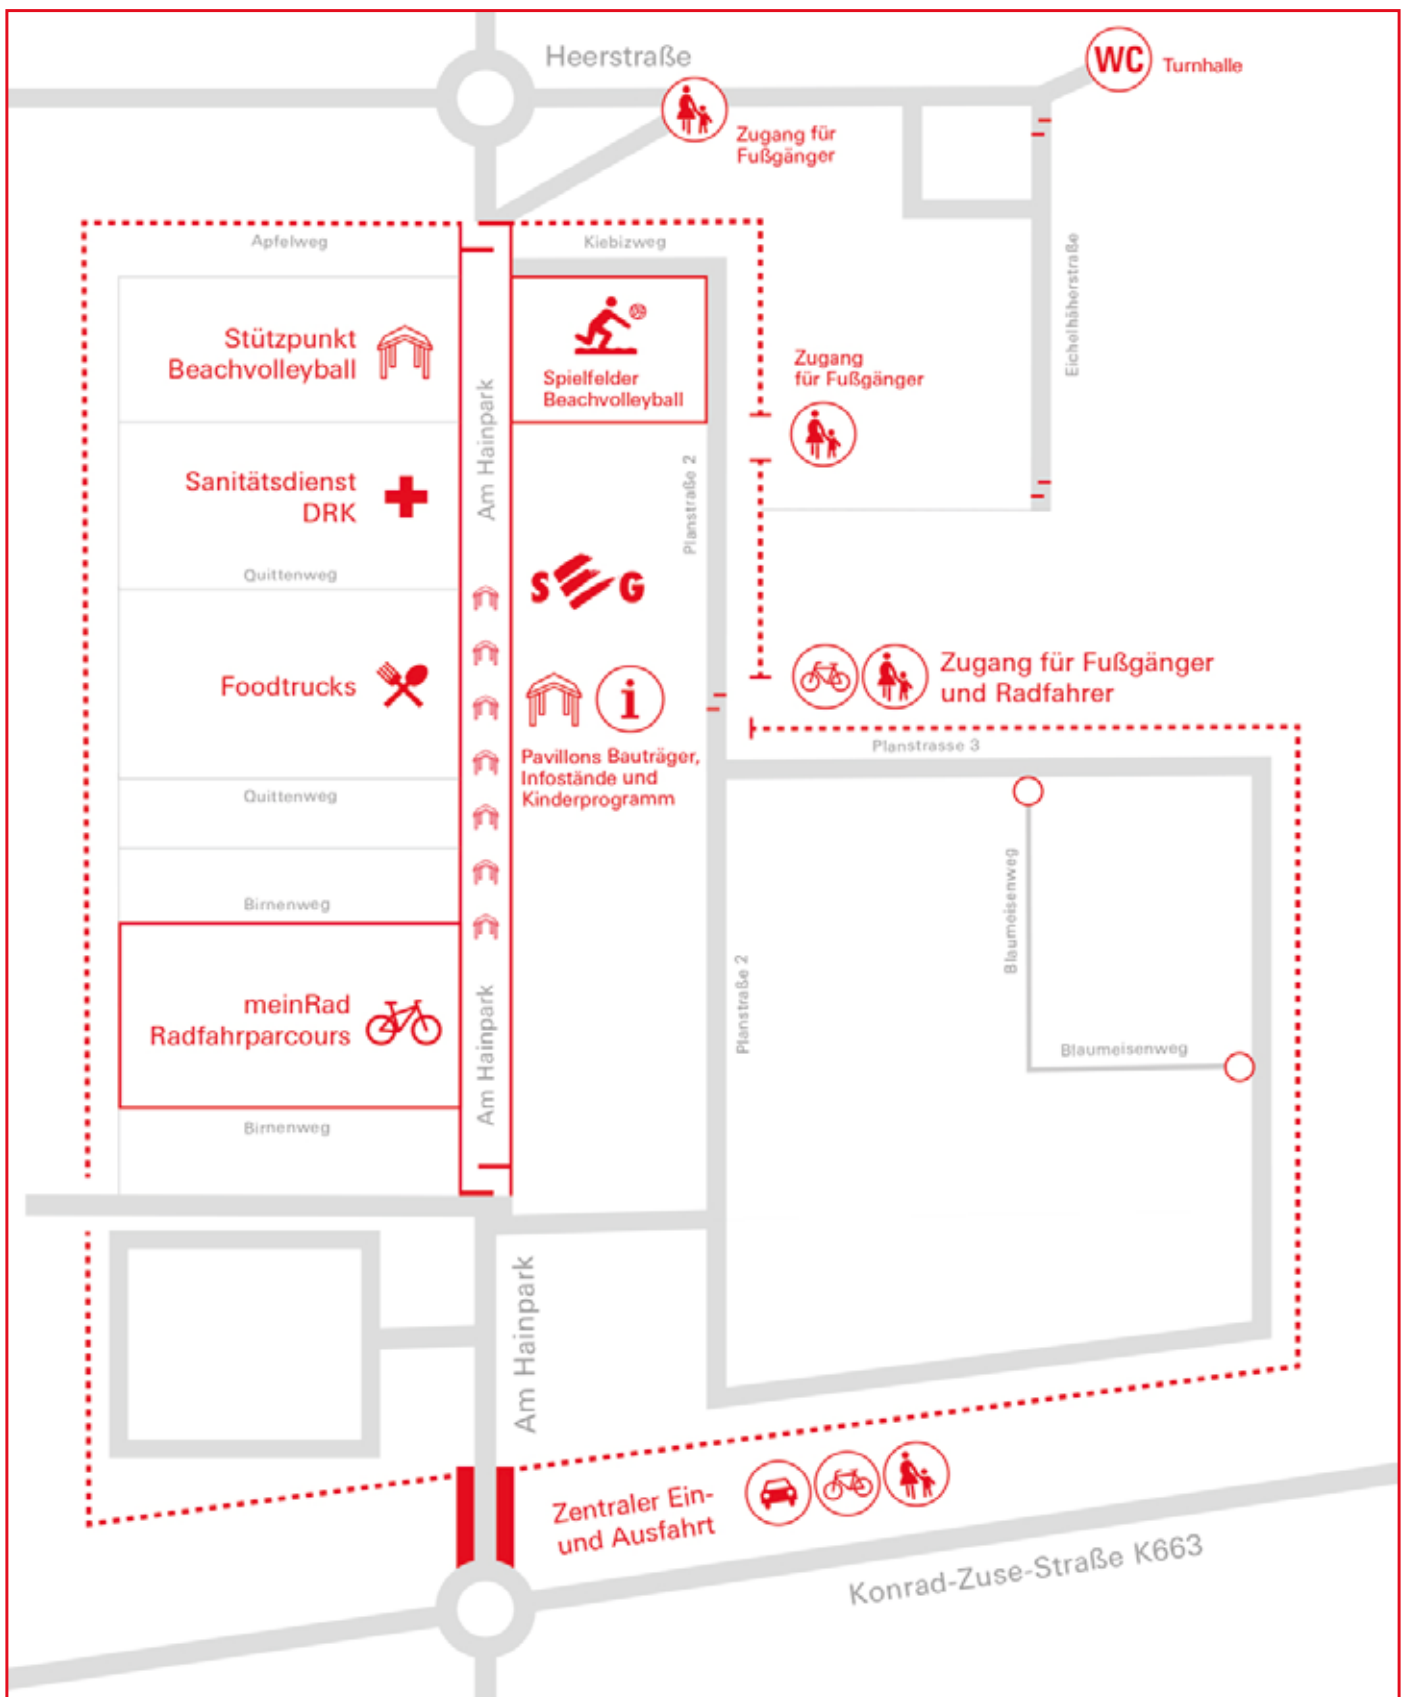 Heerstraße
WC
Turnhalle
Zugang für
Fußgänger
Apfelweg
Kiebizweg
Eichelhäherstraße
Stützpunkt
Beachvolleyball
Spielfelder
Beachvolleyball
Zugang
für Fußgänger
Am Hainpark
Planstraße 2
Sanitätsdienst
DRK
Quittenweg
S G
Foodtrucks
i
Zugang für Fußgänger
und Radfahrer
Pavillons Bauträger,
Infostände und
Kinderprogramm
Planstrasse 3
Quittenweg
Birnenweg
Blaumeisenweg
Planstraße 2
meinRad
Radfahrparcours
Am Hainpark
Blaumeisenweg
Birnenweg
Am Hainpark
Zentraler Ein-
und Ausfahrt
Konrad-Zuse-Straße K663